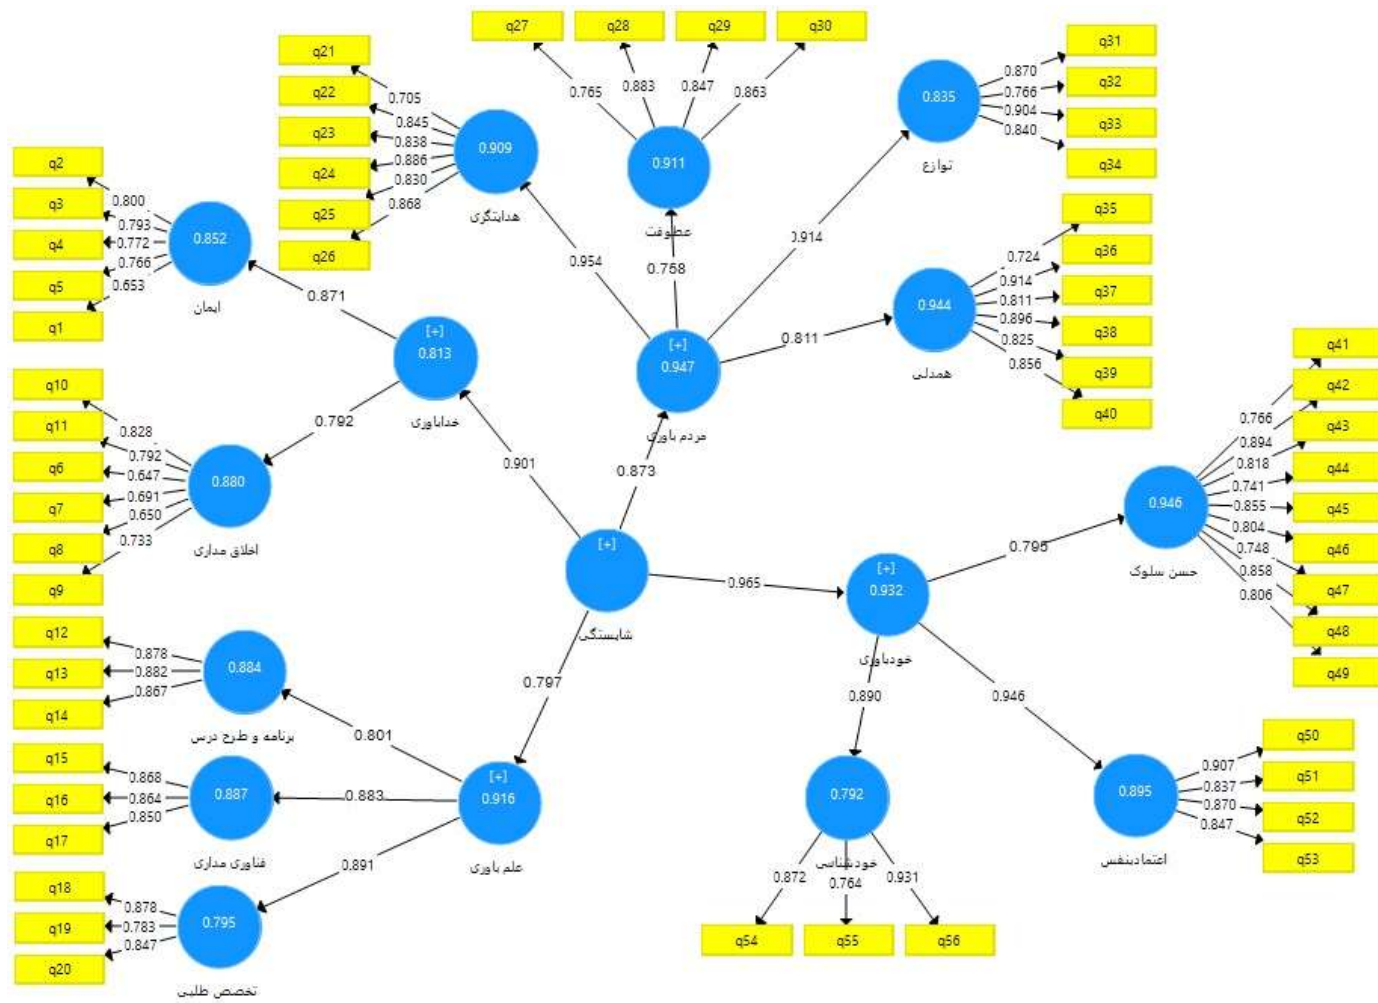 q27
q28
q29
q30
0.765
0.883
0.847
0.863
0.911
عطوفت
q21
q22
q23
q24
q25
q26
0.705
0.845
0.838
0.886
0.830
0.868
0.909
هدایتگری
q31
q32
q33
q34
0.870
0.766
0.904
0.840
0.835
توازع
q2
q3
q4
q5
q1
0.800
0.793
0.772
0.766
0.653
0.852
ایمان
q35
q36
q37
q38
q39
q40
0.724
0.914
0.811
0.896
0.825
0.856
0.944
همدلی
0.954
0.758
0.914
0.811
[+]
0.947
مردم باوری
0.871
0.792
[+]
0.813
خداباوری
q10
q11
q6
q7
q8
q9
0.828
0.792
0.647
0.691
0.650
0.733
0.880
اخلاق مداری
q41
q42
q43
q44
q45
q46
q47
q48
q49
0.766
0.894
0.818
0.741
0.855
0.804
0.748
0.858
0.806
0.946
حسن سلوک
0.901
0.873
0.965
0.797
[+]
شایستگی
0.795
0.890
0.946
[+]
0.932
خودباوری
q12
q13
q14
0.878
0.882
0.867
0.884
برنامه و طرح درس
q15
q16
q17
0.868
0.864
0.850
0.887
فناوری مداری
q18
q19
q20
0.878
0.783
0.847
0.795
تخصص طلبی
0.801
0.883
0.891
[+]
0.916
علم باوری
0.792
خودشناسی
0.872
0.764
0.931
q54
q55
q56
q50
q51
q52
q53
0.907
0.837
0.870
0.847
0.895
اعتمادبنفس